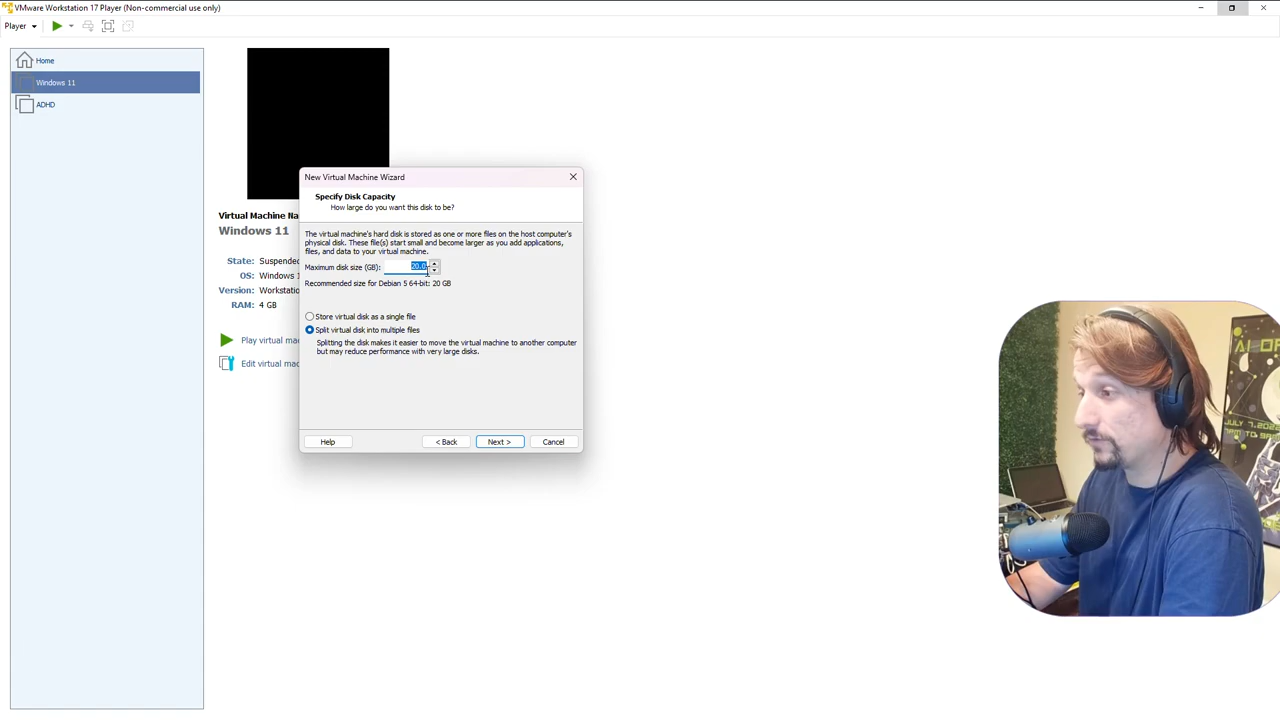 VMware Workstation 17 Player (Non-commercial use only)
Player
Home
Windows 11
ADHD
Virtual Machine Na
Windows 11
State: Suspended
OS: Windows 1
Version: Workstatio
RAM: 4 GB
Play virtual ma
Edit virtual mac
New Virtual Machine Wizard
Specify Disk Capacity
How large do you want this disk to be?
The virtual machine's hard disk is stored as one or more files on the host computer's
physical disk. These file(s) start small and become larger as you add applications,
files, and data to your virtual machine.
Maximum disk size (GB): 20.0
Recommended size for Debian 5 64-bit: 20 GB
Store virtual disk as a single file
Split virtual disk into multiple files
Splitting the disk makes it easier to move the virtual machine to another computer
but may reduce performance with very large disks.
Help
< Back
Next >
Cancel
JULY 7,202